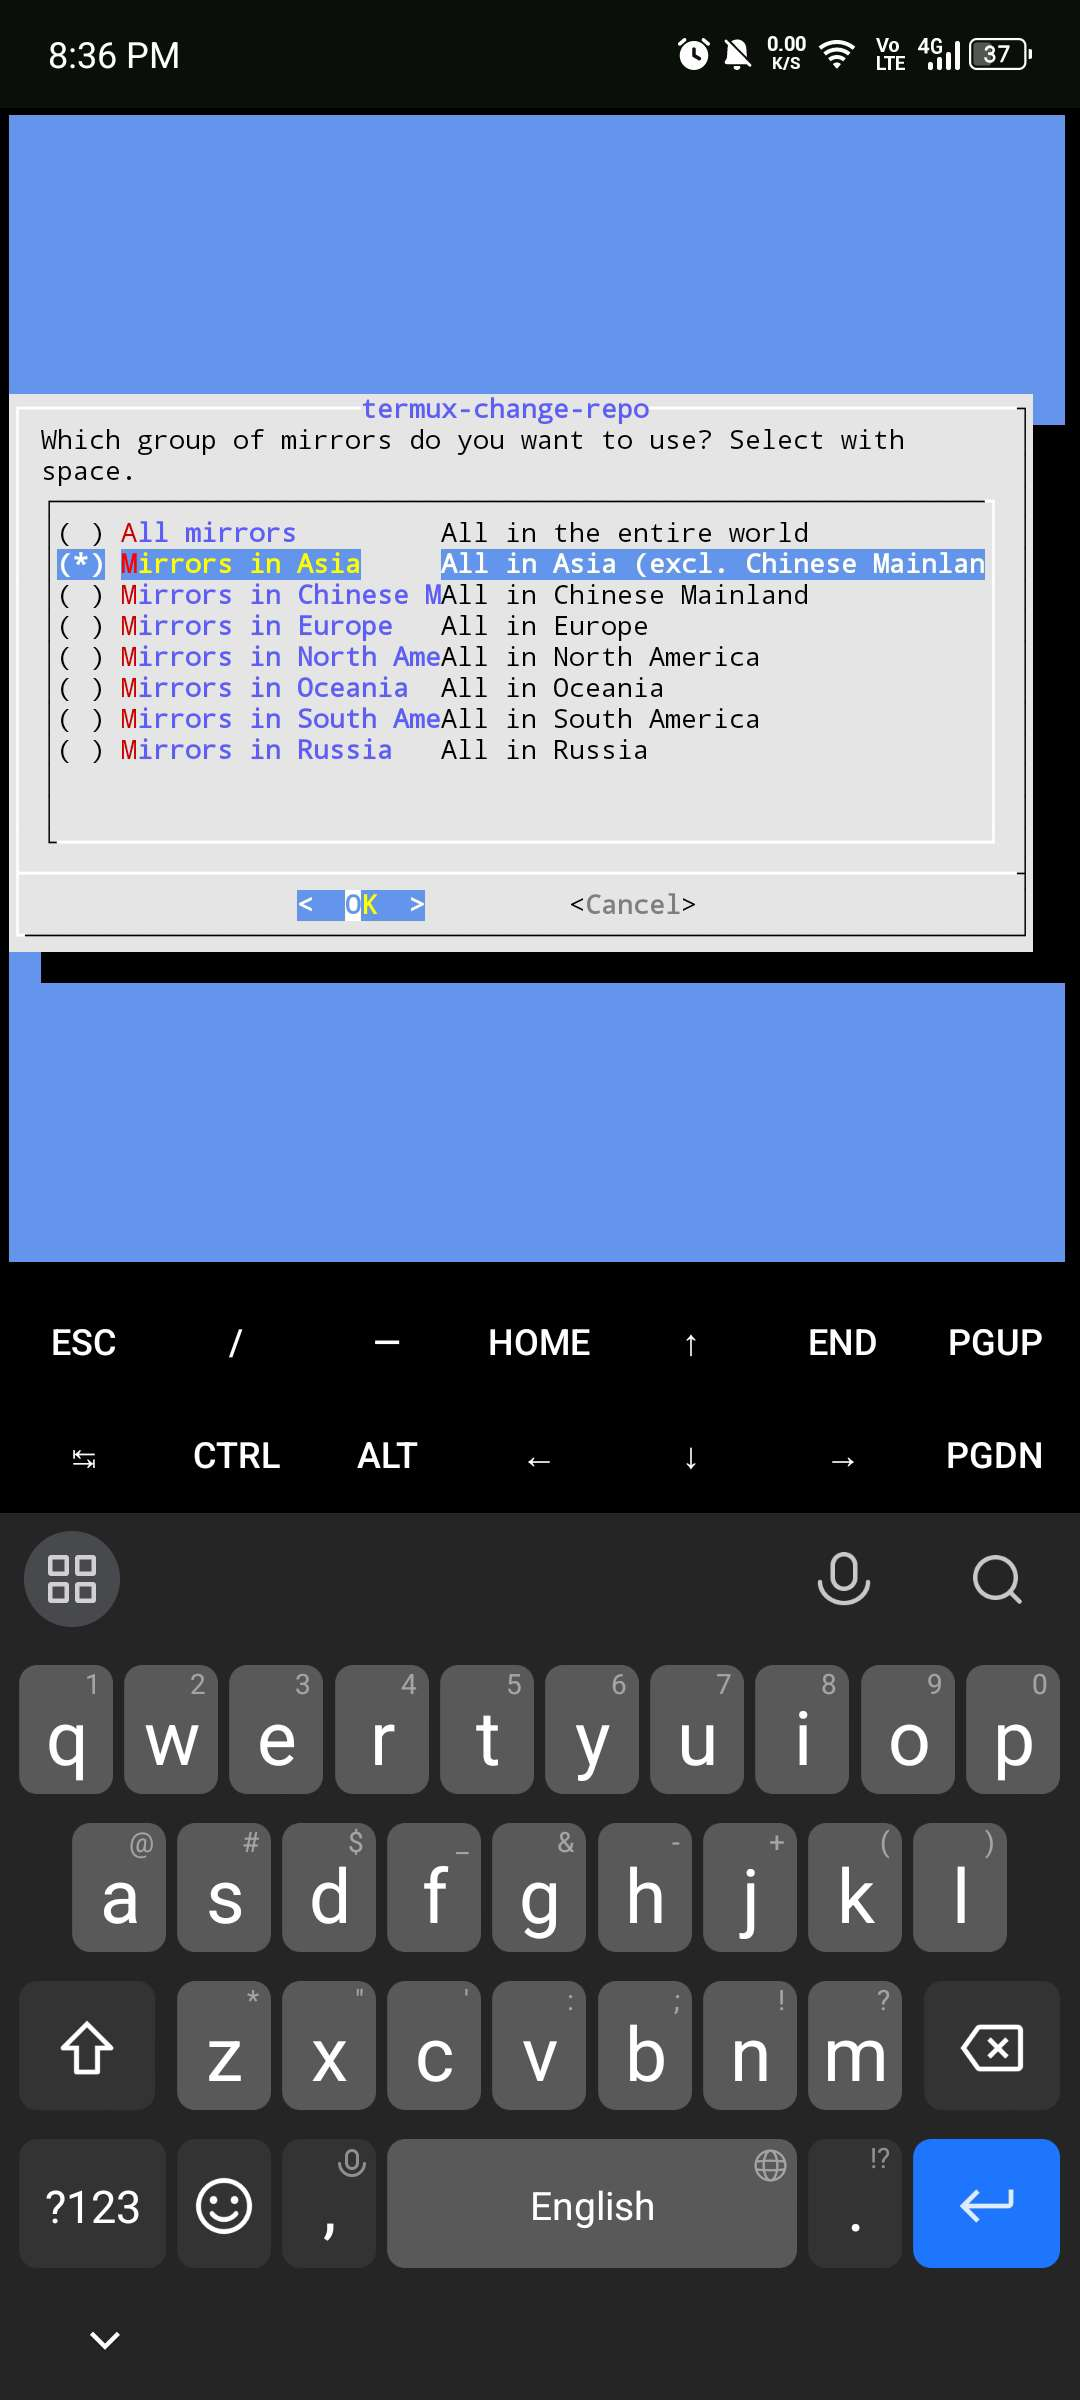 8:36 PM
0.00 K/S
Vo LTE
4G
37
termux-change-repo
Which group of mirrors do you want to use? Select with
space.
( ) All mirrors         All in the entire world
(*) Mirrors in Asia     All in Asia (excl. Chinese Mainlan
( ) Mirrors in Chinese MAll in Chinese Mainland
( ) Mirrors in Europe   All in Europe
( ) Mirrors in North AmeAll in North America
( ) Mirrors in Oceania  All in Oceania
( ) Mirrors in South AmeAll in South America
( ) Mirrors in Russia   All in Russia
<  OK  > <Cancel>
ESC / — HOME ↑ END PGUP
↹ CTRL ALT ← ↓ → PGDN
1 2 3 4 5 6 7 8 9 0
q w e r t y u i o p
@ # $ _ & - + ( )
a s d f g h j k l
* " ' : ; ! ?
z x c v b n m
!?
?123 , English .